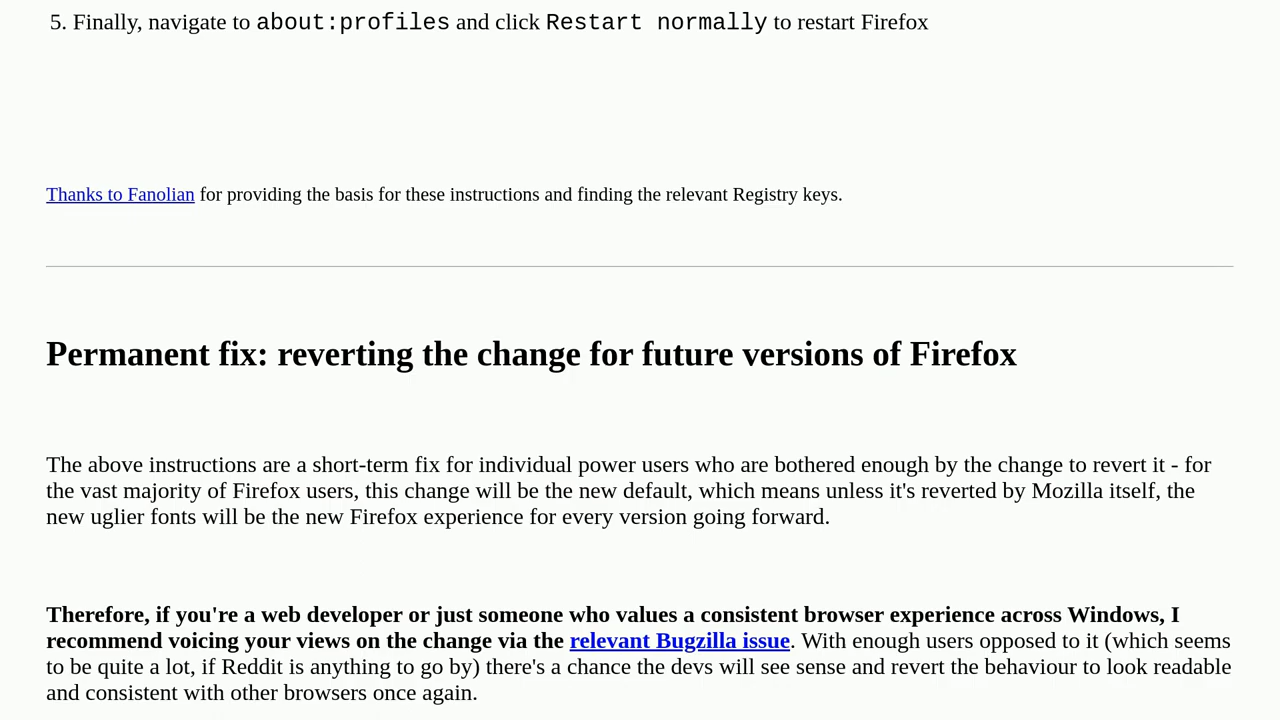 5. Finally, navigate to about:profiles and click Restart normally to restart Firefox
Thanks to Fanolian for providing the basis for these instructions and finding the relevant Registry keys.
Permanent fix: reverting the change for future versions of Firefox
The above instructions are a short-term fix for individual power users who are bothered enough by the change to revert it - for
the vast majority of Firefox users, this change will be the new default, which means unless it's reverted by Mozilla itself, the
new uglier fonts will be the new Firefox experience for every version going forward.
Therefore, if you're a web developer or just someone who values a consistent browser experience across Windows, I
recommend voicing your views on the change via the relevant Bugzilla issue. With enough users opposed to it (which seems
to be quite a lot, if Reddit is anything to go by) there's a chance the devs will see sense and revert the behaviour to look readable
and consistent with other browsers once again.